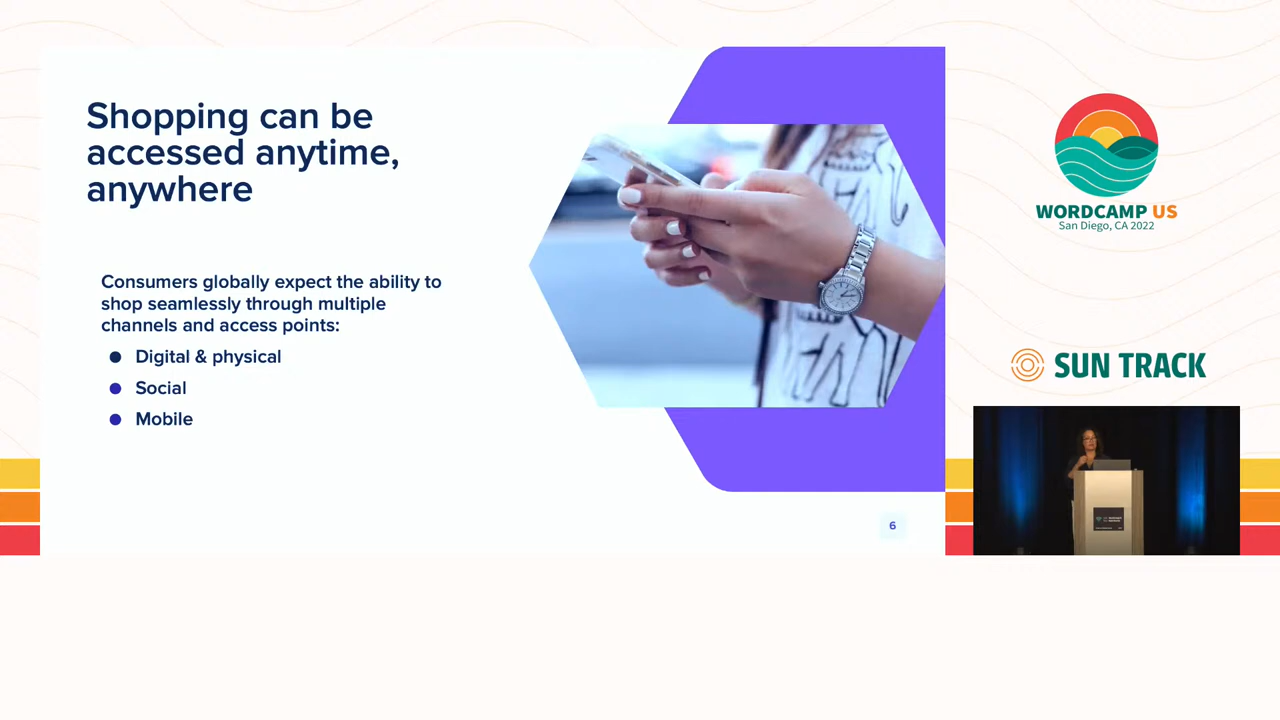 Shopping can be
accessed anytime,
anywhere
Consumers globally expect the ability to
shop seamlessly through multiple
channels and access points:
Digital & physical
Social
Mobile
6
WORDCAMP US
San Diego, CA 2022
SUN TRACK